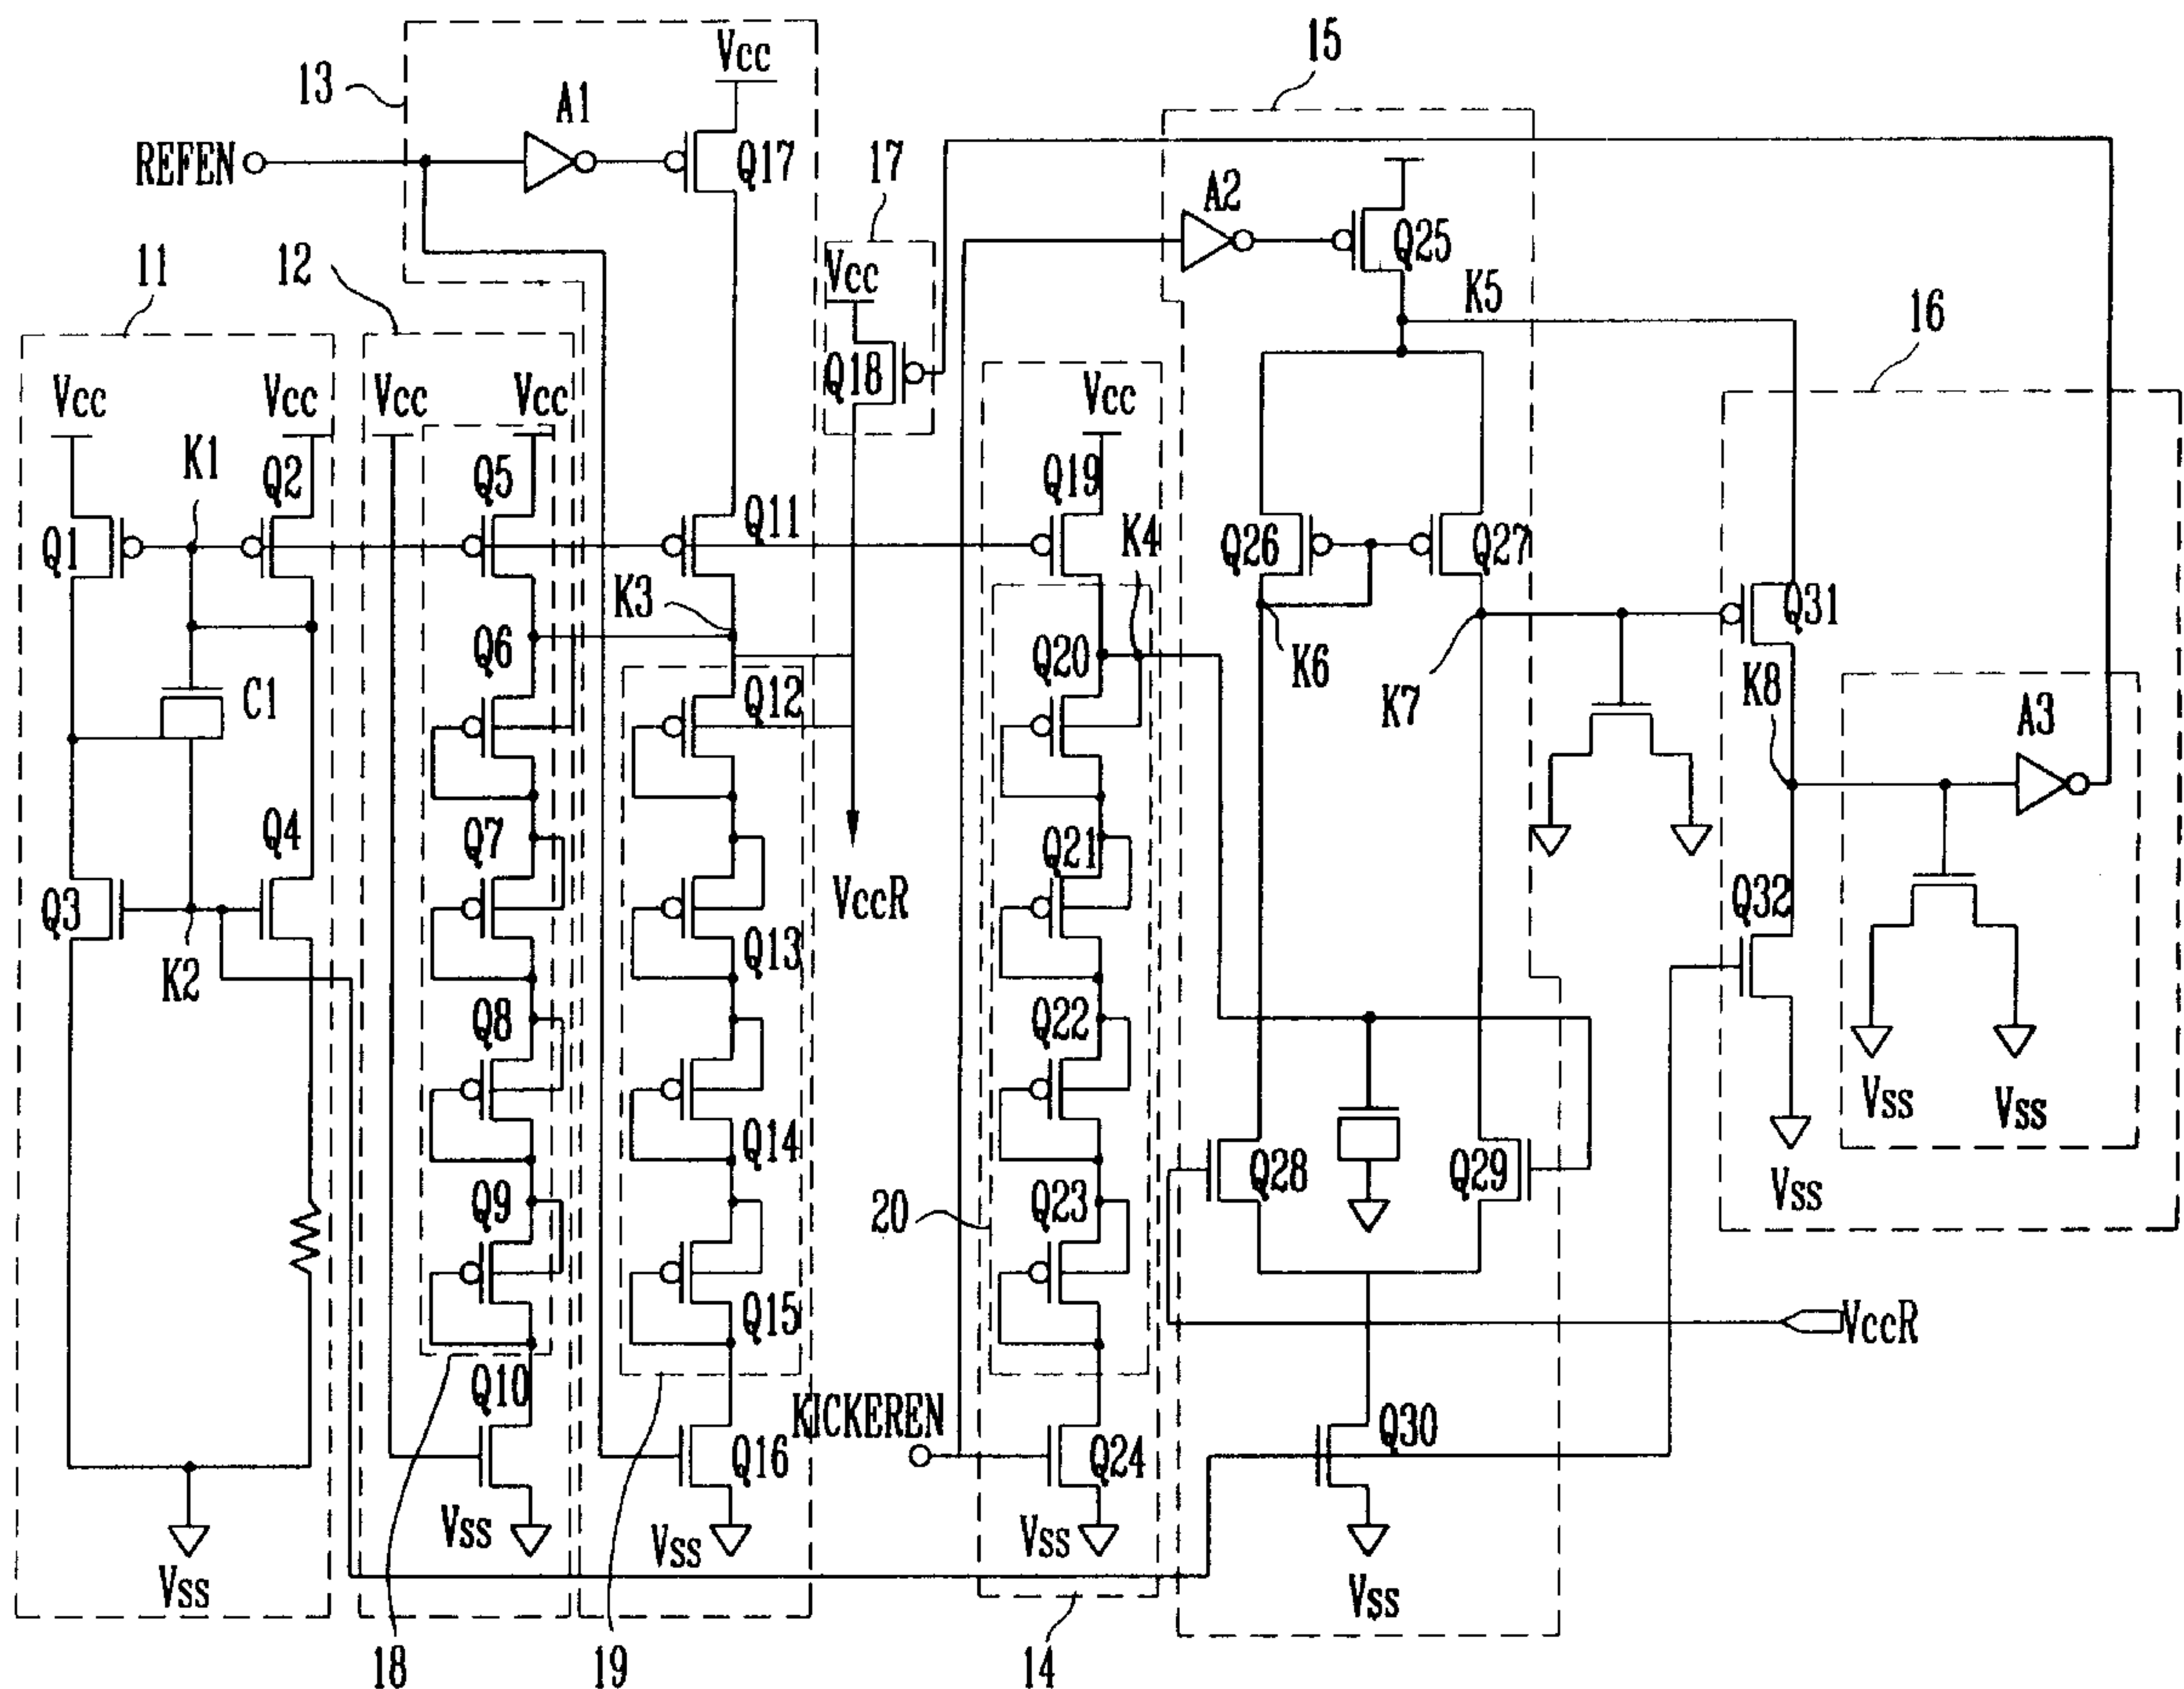 15
Vcc
13
A1
REFEN
Q17
17
A2
Q25
11
12
Vcc
K5
16
Q18
Vcc
Vcc
Vcc
Vcc
Vcc
K1
Q2
Q5
Q19
Q11
K4
Q1
Q26
Q27
K3
Q31
Q6
Q20
K6
C1
Q12
K7
K8
A3
Q7
Q4
Q21
Q3
VccR
Q32
Q13
K2
Q8
Q22
Vss
Vss
Q14
Q28
Q29
Vss
Q9
20
Q23
Q15
VccR
Q10
KICKEREN
Q30
Q16
Q24
Vss
Vss
Vss
Vss
Vss
18
19
14